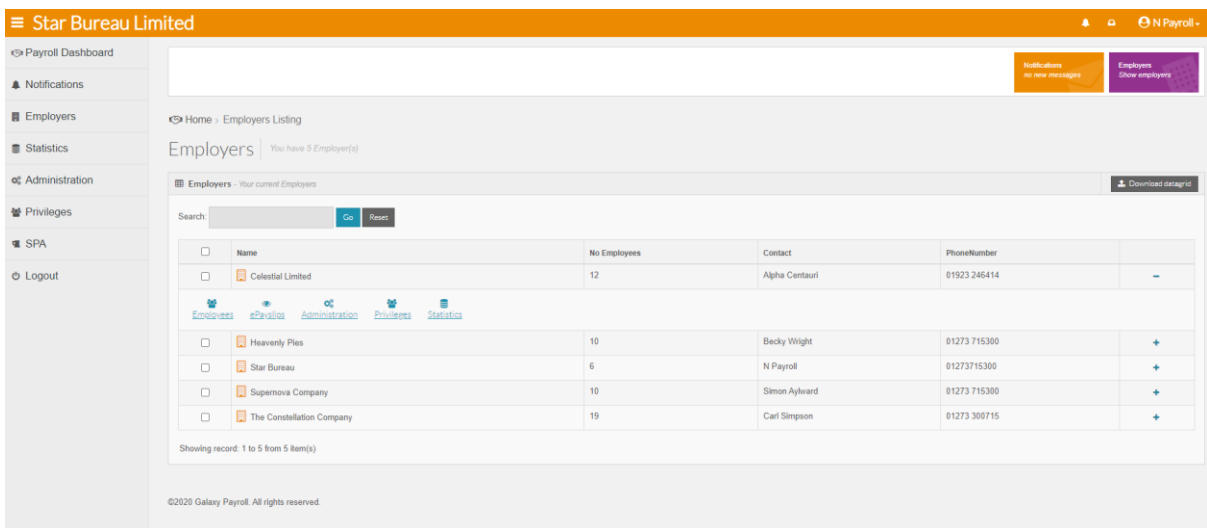 Star Bureau Limited
N Payroll
Payroll Dashboard
Notifications
Employers
Statistics
Administration
Privileges
SPA
Logout
Notifications
no new messages
Employers
Show employers
Home > Employers Listing
Employers You have 5 Employer(s)
Employers - Your current Employers
Download datagrid
Search: Go Reset
Name No Employees Contact PhoneNumber
Celestial Limited 12 Alpha Centauri 01923 246414 −
Employees ePayslips Administration Privileges Statistics
Heavenly Pies 10 Becky Wright 01273 715300 +
Star Bureau 6 N Payroll 01273715300 +
Supernova Company 10 Simon Aylward 01273 715300 +
The Constellation Company 19 Carl Simpson 01273 300715 +
Showing record: 1 to 5 from 5 item(s)
©2020 Galaxy Payroll. All rights reserved.